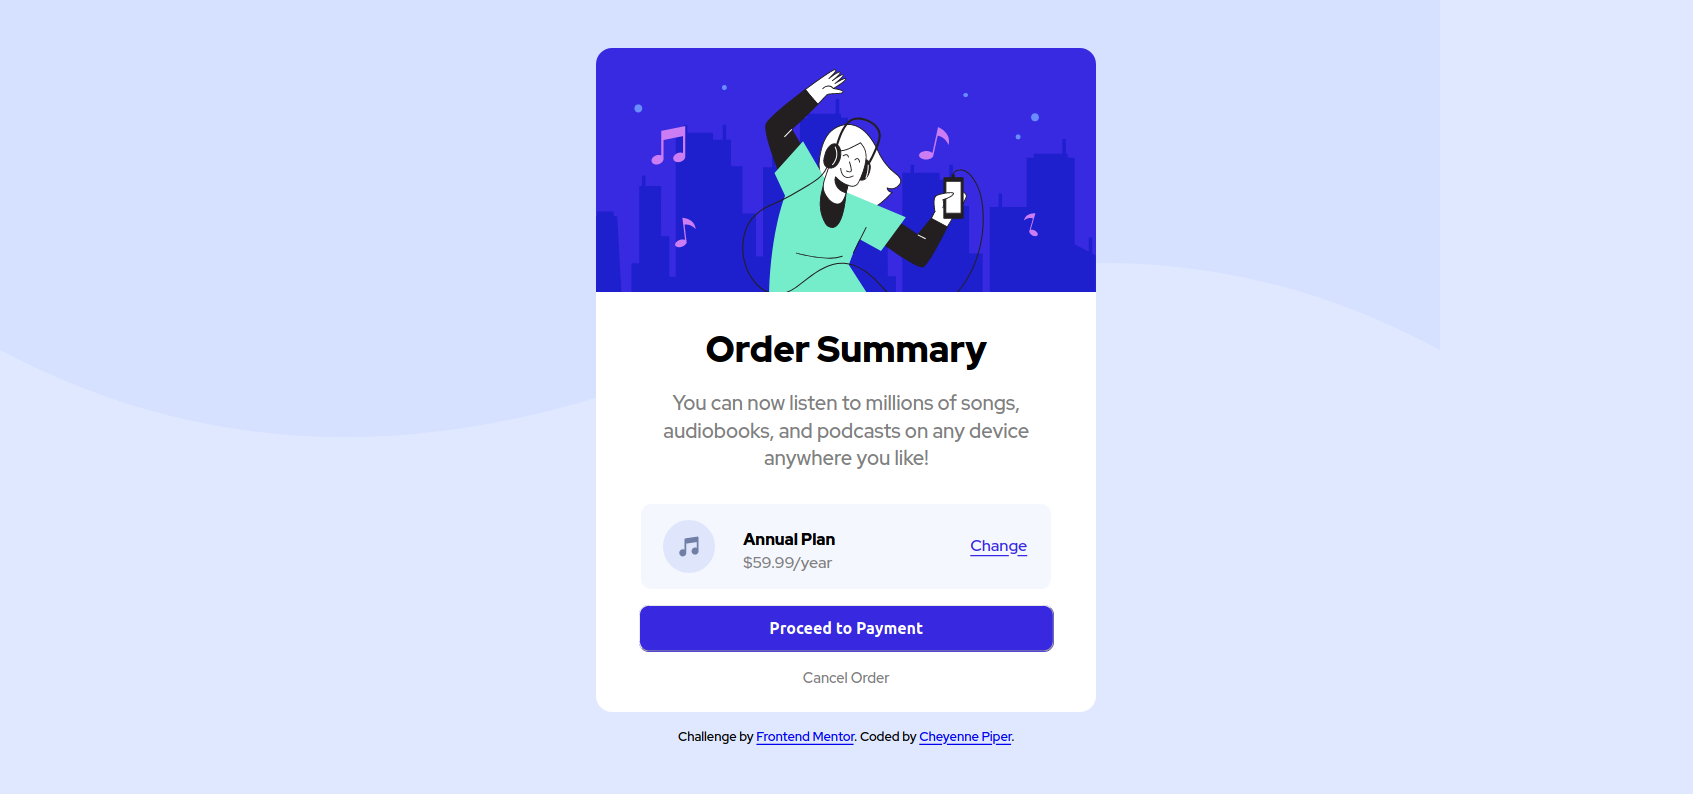 Order Summary
You can now listen to millions of songs,
audiobooks, and podcasts on any device
anywhere you like!
Annual Plan
$59.99/year
Change
Proceed to Payment
Cancel Order
Challenge by Frontend Mentor. Coded by Cheyenne Piper.